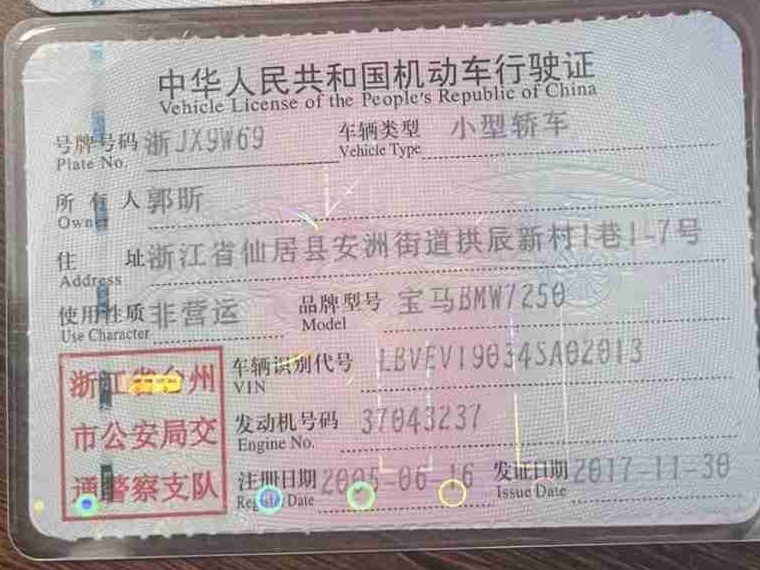 中华人民共和国机动车行驶证
Vehicle License of the People's Republic of China
号牌号码 浙JX9W69 车辆类型 小型轿车
Plate No. Vehicle Type
所有人 郭昕
Owner
住址 浙江省仙居县安洲街道拱辰新村1巷1-7号
Address
使用性质 非营运 品牌型号 宝马BMW7250
Use Character Model
浙江省台州 车辆识别代号 LBVEV19034SA02013
VIN
市公安局交 发动机号码 37043237
Engine No.
通警察支队 注册日期 2005-06-16 发证日期 2017-11-30
Register Date Issue Date